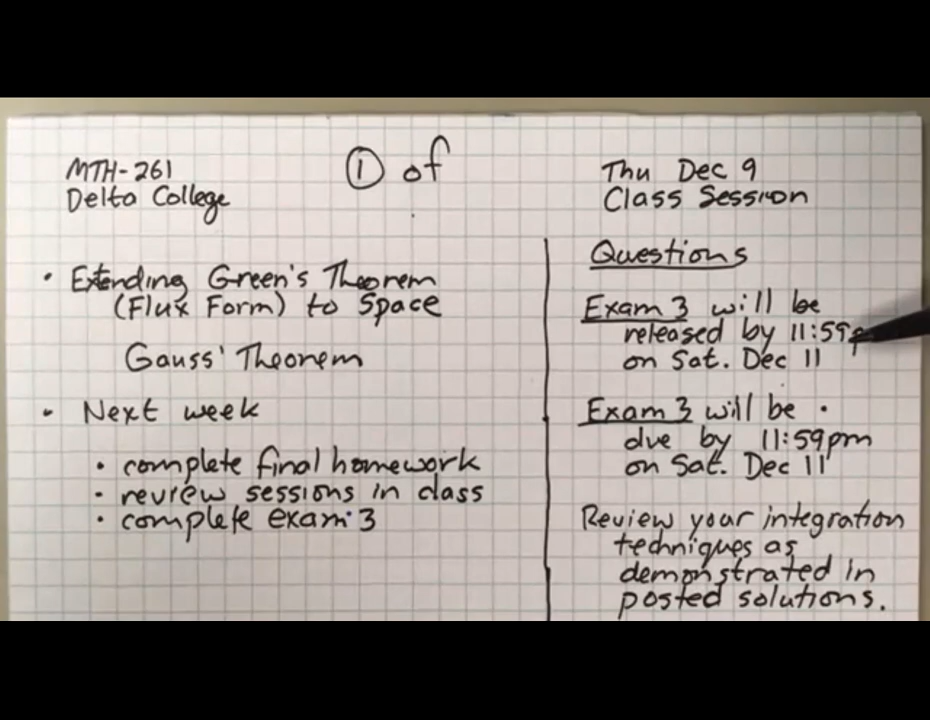 MTH-261
Delta College
① of
Thu Dec 9
Class Session
• Extending Green's Theorem
(Flux Form) to Space
Gauss' Theorem
• Next week
• complete final homework
• review sessions in class
• complete exam 3
Questions
Exam 3 will be
released by 11:59p
on Sat. Dec 11
Exam 3 will be
due by 11:59pm
on Sat. Dec 11
Review your integration
techniques as
demonstrated in
posted solutions.